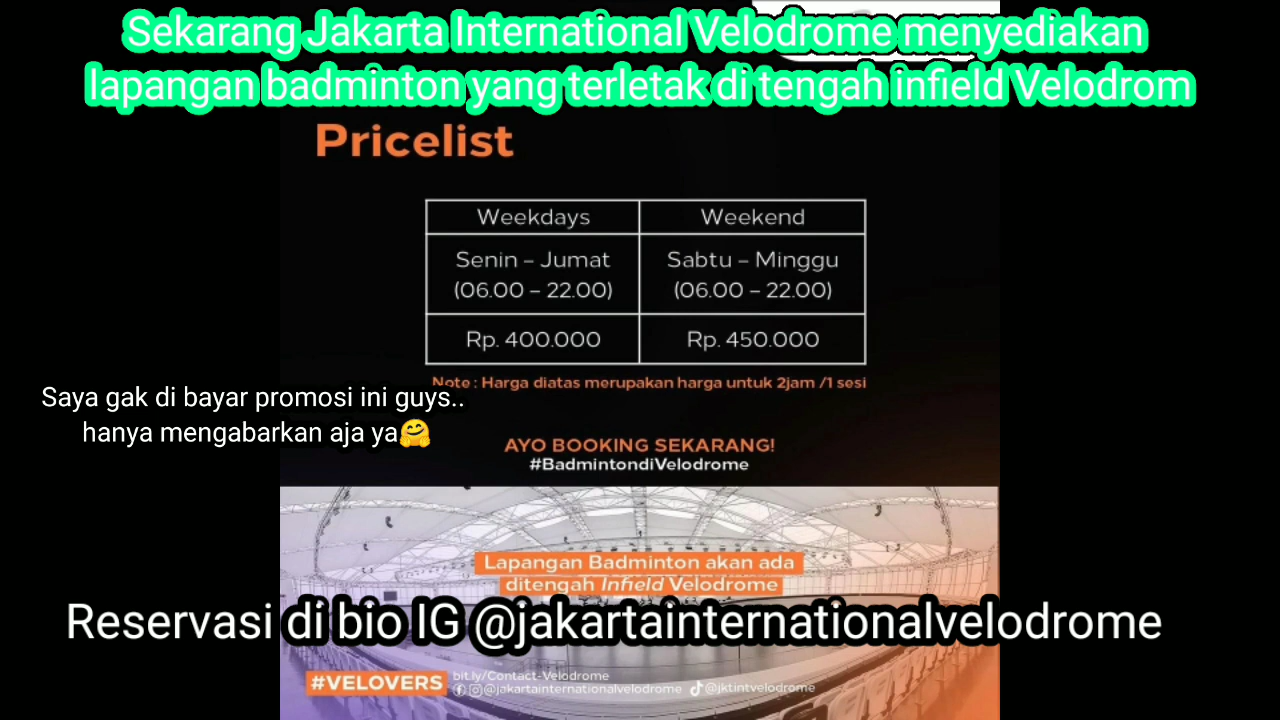 Sekarang Jakarta International Velodrome menyediakan
lapangan badminton yang terletak di tengah infield Velodrom
Pricelist
Weekdays Weekend
Senin – Jumat Sabtu – Minggu
(06.00 – 22.00) (06.00 – 22.00)
Rp. 400.000 Rp. 450.000
Note : Harga diatas merupakan harga untuk 2jam /1 sesi
Saya gak di bayar promosi ini guys..
hanya mengabarkan aja ya🤗
AYO BOOKING SEKARANG!
#BadmintondiVelodrome
Lapangan Badminton akan ada
ditengah Infield Velodrome
Reservasi di bio IG @jakartainternationalvelodrome
#VELOVERS
bit.ly/Contact-Velodrome
@jakartainternationalvelodrome @jktintvelodrome